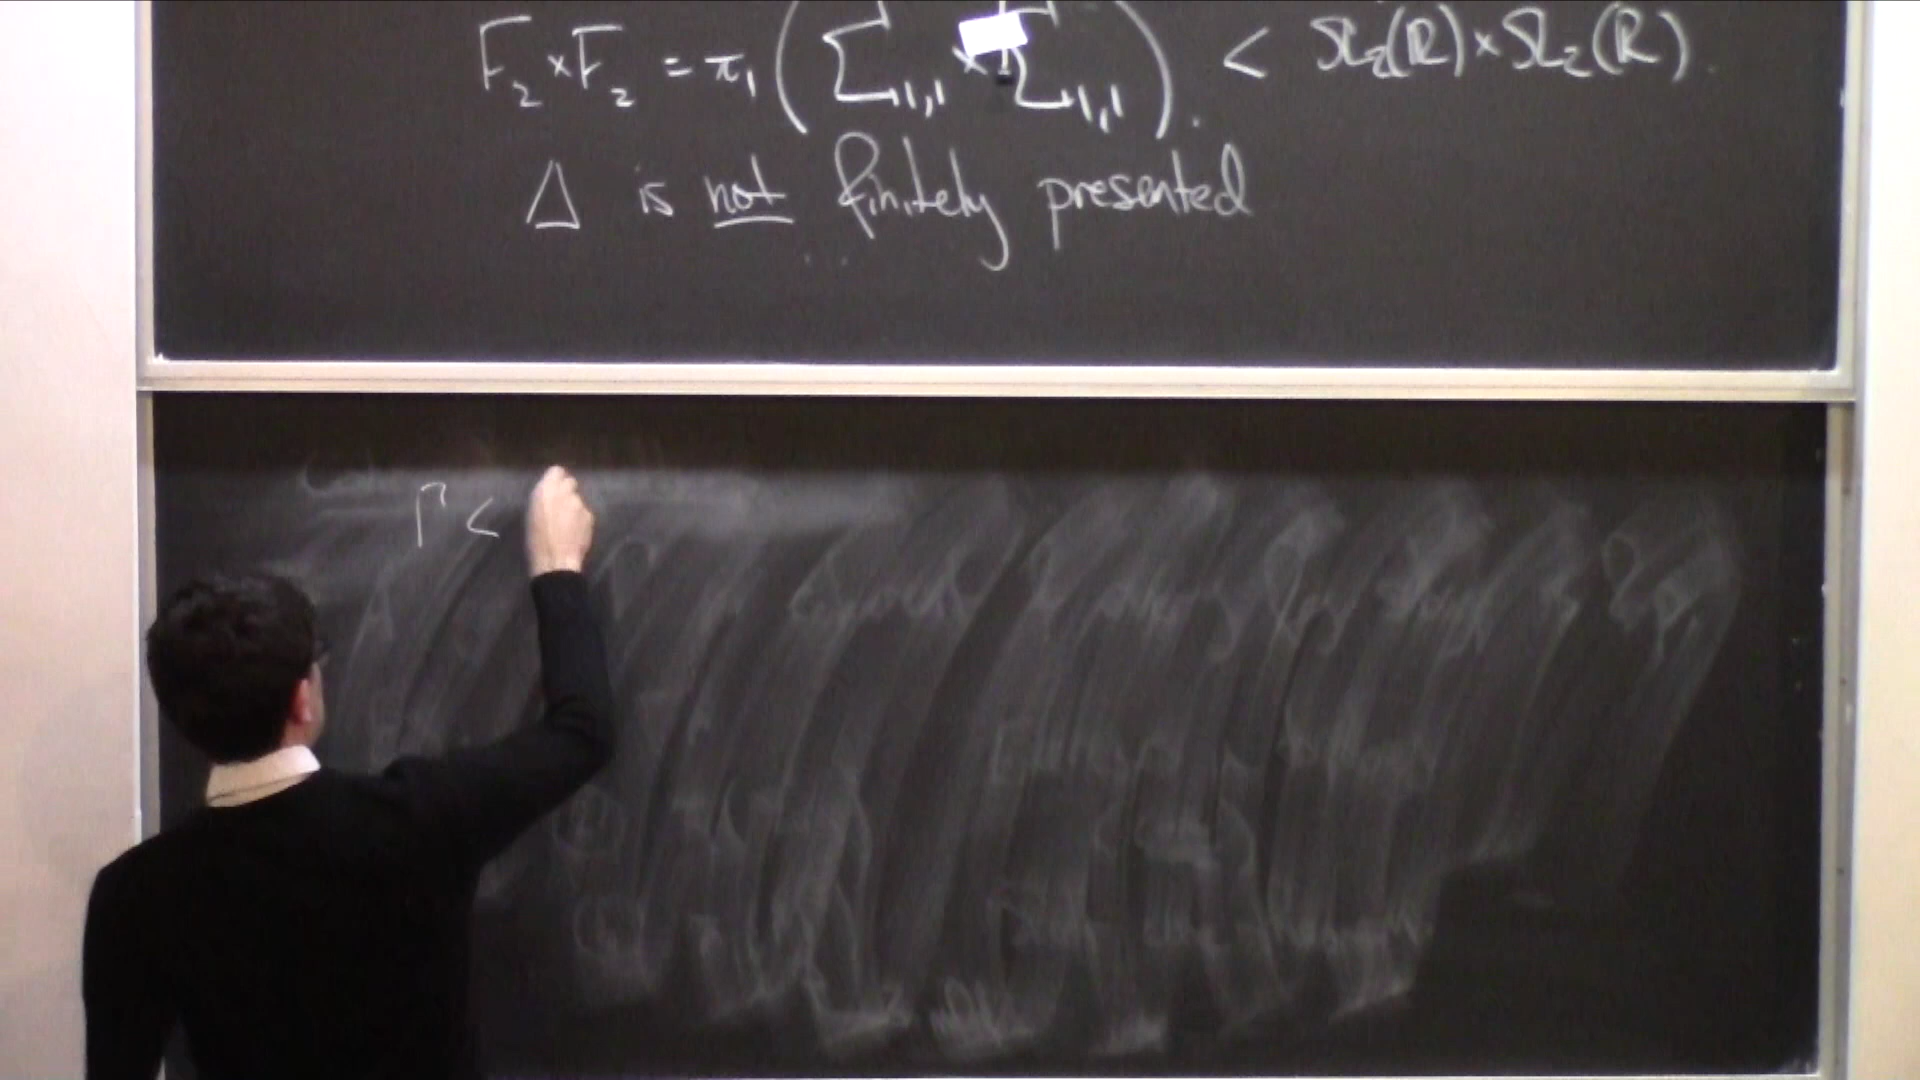 F₂ × F₂ = π₁(Σ₁,₁ × Σ₁,₁). < SL₂(ℝ) × SL₂(ℝ).
Δ is not finitely presented
Γ <